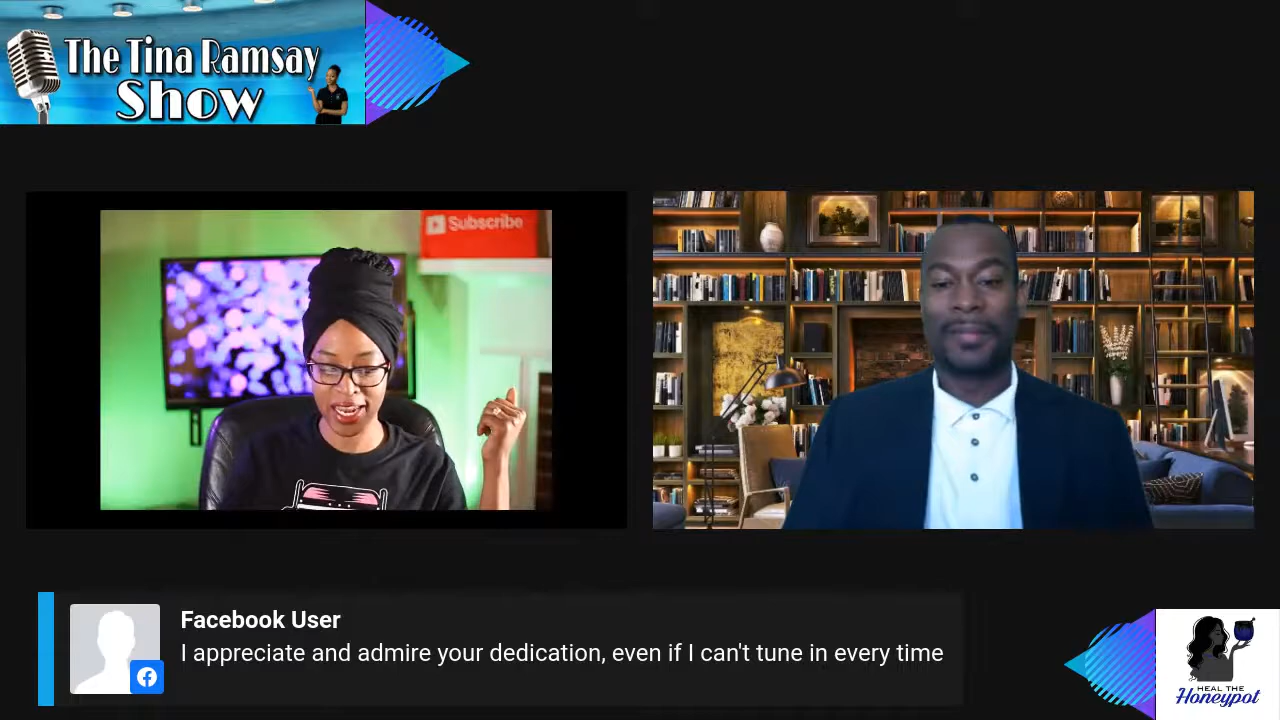 The Tina Ramsay
Show
Subscribe
Facebook User
I appreciate and admire your dedication, even if I can't tune in every time
HEAL THE
Honeypot